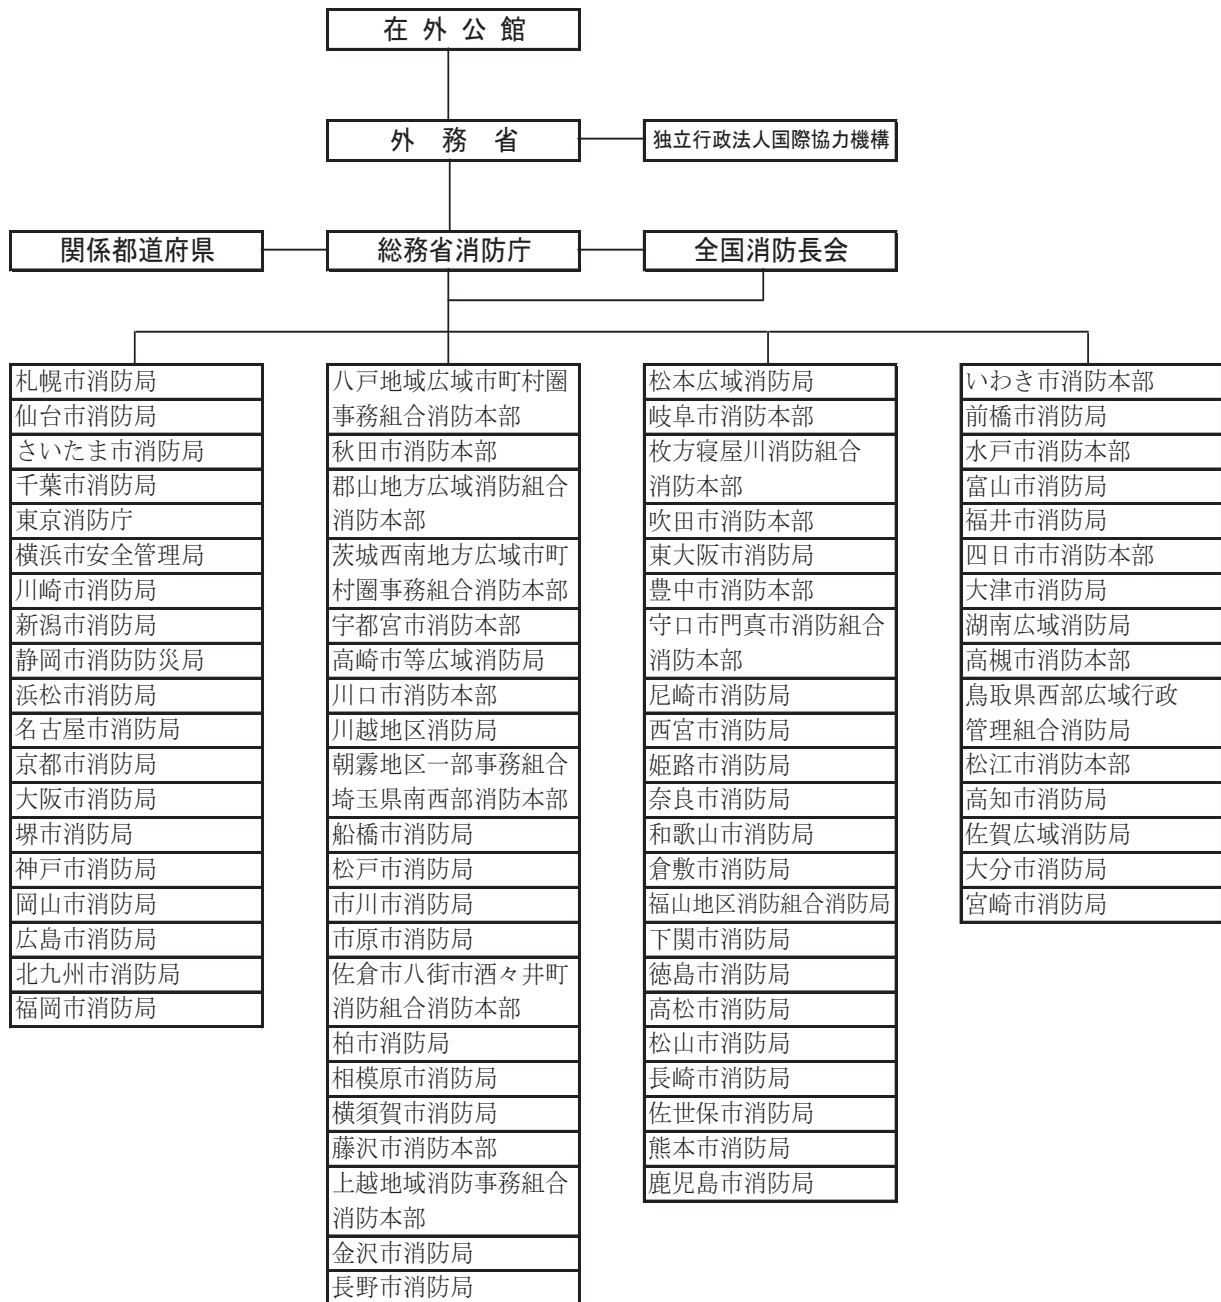 在外公館
外務省
独立行政法人国際協力機構
関係都道府県
総務省消防庁
全国消防長会
札幌市消防局
仙台市消防局
さいたま市消防局
千葉市消防局
東京消防庁
横浜市安全管理局
川崎市消防局
新潟市消防局
静岡市消防防災局
浜松市消防局
名古屋市消防局
京都市消防局
大阪市消防局
堺市消防局
神戸市消防局
岡山市消防局
広島市消防局
北九州市消防局
福岡市消防局
八戸地域広域市町村圏
事務組合消防本部
秋田市消防本部
郡山地方広域消防組合
消防本部
茨城西南地方広域市町
村圏事務組合消防本部
宇都宮市消防本部
高崎市等広域消防局
川口市消防本部
川越地区消防局
朝霧地区一部事務組合
埼玉県南西部消防本部
船橋市消防局
松戸市消防局
市川市消防局
市原市消防局
佐倉市八街市酒々井町
消防組合消防本部
柏市消防局
相模原市消防局
横須賀市消防局
藤沢市消防本部
上越地域消防事務組合
消防本部
金沢市消防局
長野市消防局
松本広域消防局
岐阜市消防本部
枚方寝屋川消防組合
消防本部
吹田市消防本部
東大阪市消防局
豊中市消防本部
守口市門真市消防組合
消防本部
尼崎市消防局
西宮市消防局
姫路市消防局
奈良市消防局
和歌山市消防局
倉敷市消防局
福山地区消防組合消防局
下関市消防局
徳島市消防局
高松市消防局
松山市消防局
長崎市消防局
佐世保市消防局
熊本市消防局
鹿児島市消防局
いわき市消防本部
前橋市消防局
水戸市消防本部
富山市消防局
福井市消防局
四日市市消防本部
大津市消防局
湖南広域消防局
高槻市消防本部
鳥取県西部広域行政
管理組合消防局
松江市消防本部
高知市消防局
佐賀広域消防局
大分市消防局
宮崎市消防局